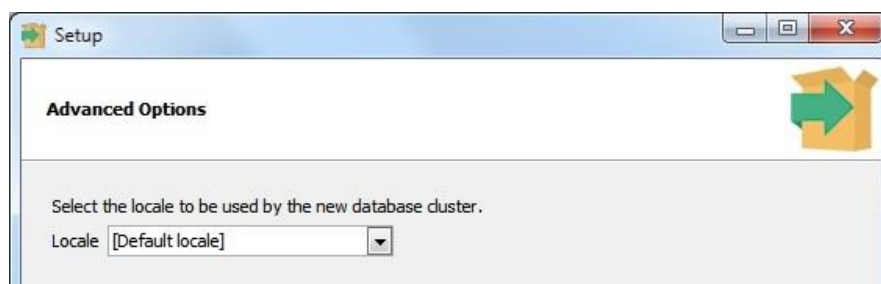 Setup
Advanced Options
Select the locale to be used by the new database cluster.
Locale [Default locale]